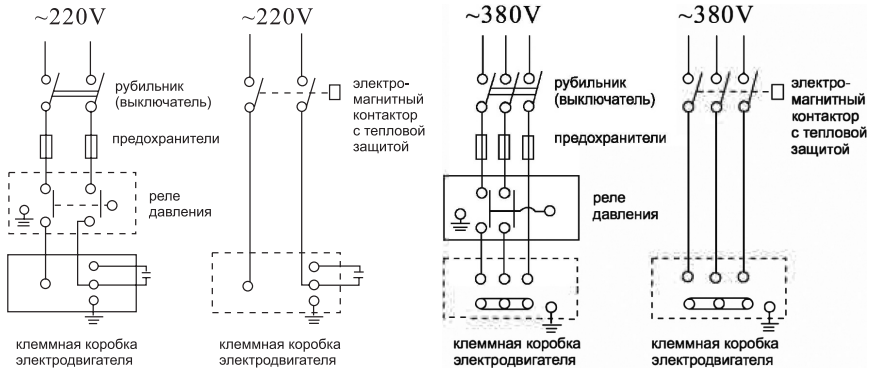 ~220V
рубильник
(выключатель)
предохранители
реле
давления
клеммная коробка
электродвигателя
~220V
электро-
магнитный
контактор
с тепловой
защитой
клеммная коробка
электродвигателя
~380V
рубильник
(выключатель)
предохранители
реле
давления
клеммная коробка
электродвигателя
~380V
электро-
магнитный
контактор
с тепловой
защитой
клеммная коробка
электродвигателя